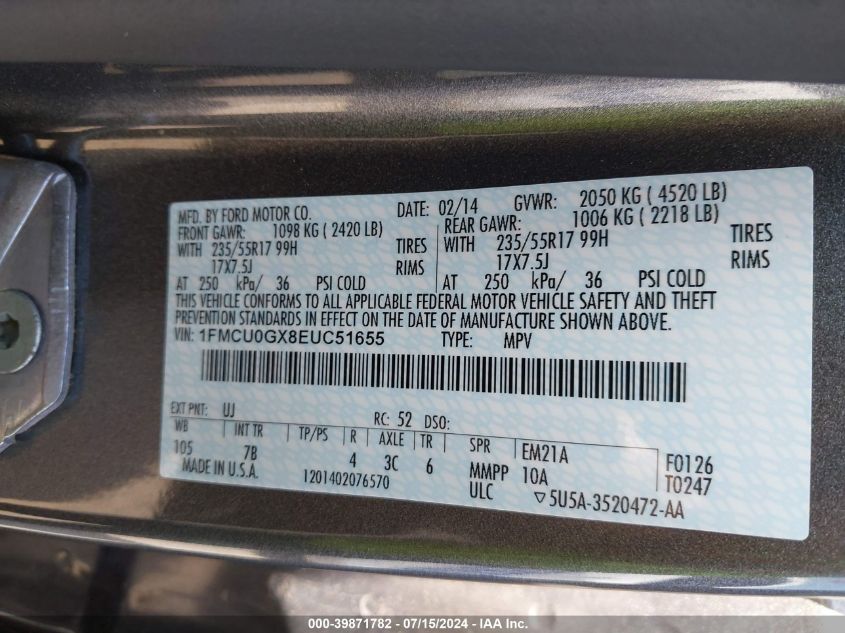 MFD. BY FORD MOTOR CO. DATE: 02/14 GVWR: 2050 KG ( 4520 LB)
FRONT GAWR: 1098 KG ( 2420 LB) REAR GAWR: 1006 KG ( 2218 LB)
WITH 235/55R17 99H TIRES WITH 235/55R17 99H TIRES
17X7.5J RIMS 17X7.5J RIMS
AT 250 kPa/ 36 PSI COLD AT 250 kPa/ 36 PSI COLD
THIS VEHICLE CONFORMS TO ALL APPLICABLE FEDERAL MOTOR VEHICLE SAFETY AND THEFT
PREVENTION STANDARDS IN EFFECT ON THE DATE OF MANUFACTURE SHOWN ABOVE.
VIN: 1FMCU0GX8EUC51655 TYPE: MPV
EXT PNT: UJ RC: 52 DSO:
WB INT TR TP/PS R AXLE TR SPR EM21A F0126
105 7B 4 3C 6 MMPP 10A T0247
MADE IN U.S.A. 1201402076570 ULC ▽5U5A-3520472-AA
000-39871782 - 07/15/2024 - IAA Inc.